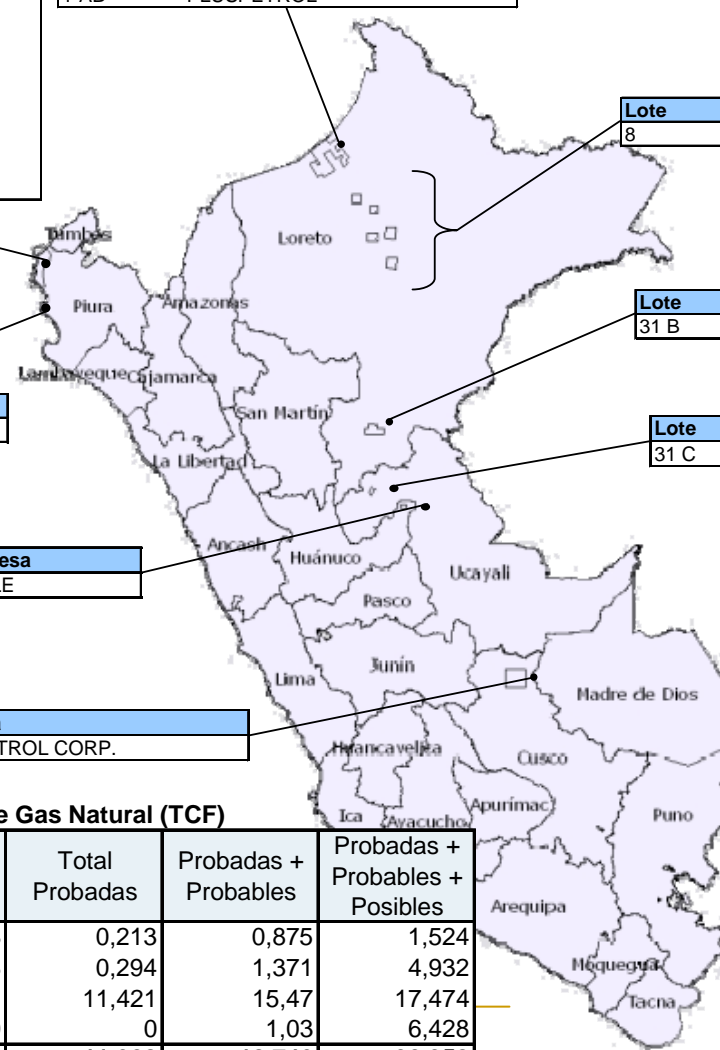 Lote
8
Tumbes
Loreto
Piura
Amazonas
Lote
31 B
Lambayeque
Cajamarca
San Martín
Lote
31 C
La Libertad
Ancash
Huánuco
Ucayali
Pasco
Lima
Junín
Madre de Dios
TROL CORP.
Huancavelica
Cusco
Ica
Ayacucho
Apurímac
Puno
Gas Natural (TCF)
Total Probadas
Probadas + Probables
Probadas + Probables + Posibles
0,213 0,875 1,524
0,294 1,371 4,932
11,421 15,47 17,474
0 1,03 6,428
Arequipa
Moquegua
Tacna